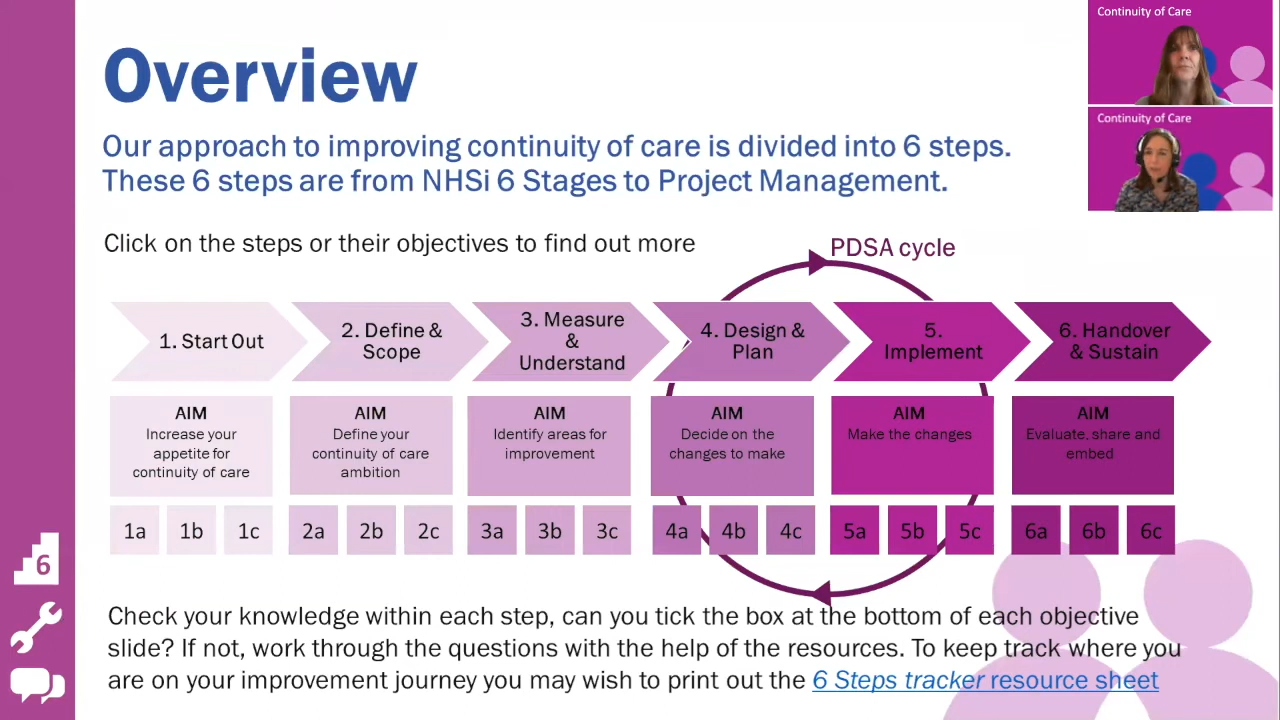 Continuity of Care
Continuity of Care
Overview
Our approach to improving continuity of care is divided into 6 steps.
These 6 steps are from NHSi 6 Stages to Project Management.
Click on the steps or their objectives to find out more
PDSA cycle
1. Start Out
2. Define &
Scope
3. Measure
&
Understand
4. Design &
Plan
5.
Implement
6. Handover
& Sustain
AIM
Increase your
appetite for
continuity of care
AIM
Define your
continuity of care
ambition
AIM
Identify areas for
improvement
AIM
Decide on the
changes to make
AIM
Make the changes
AIM
Evaluate, share and
embed
1a 1b 1c 2a 2b 2c 3a 3b 3c 4a 4b 4c 5a 5b 5c 6a 6b 6c
6
Check your knowledge within each step, can you tick the box at the bottom of each objective
slide? If not, work through the questions with the help of the resources. To keep track where you
are on your improvement journey you may wish to print out the 6 Steps tracker resource sheet